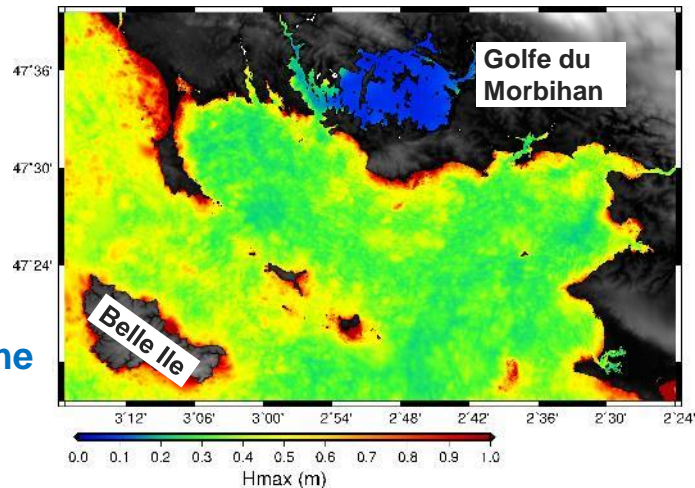 47°36'
Golfe du
Morbihan
47°30'
47°24'
Belle Ile
ne
3°12' 3°06' 3°00' 2°54' 2°48' 2°42' 2°36' 2°30' 2°24'
0.0 0.1 0.2 0.3 0.4 0.5 0.6 0.7 0.8 0.9 1.0
Hmax (m)